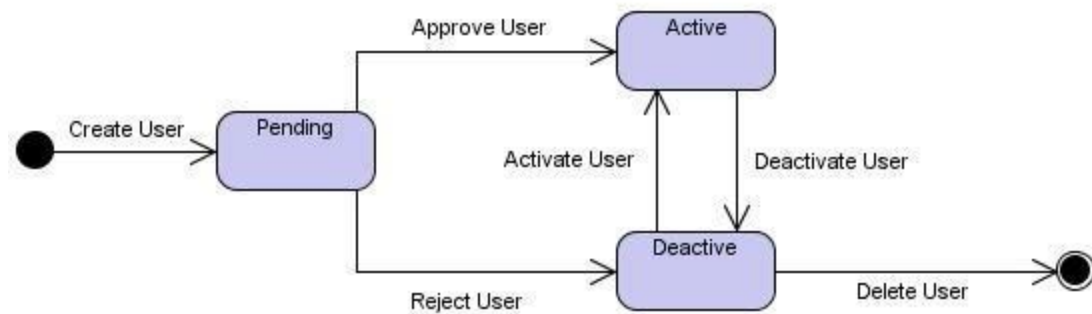 Approve User
Active
Create User
Pending
Activate User
Deactivate User
Deactive
Reject User
Delete User